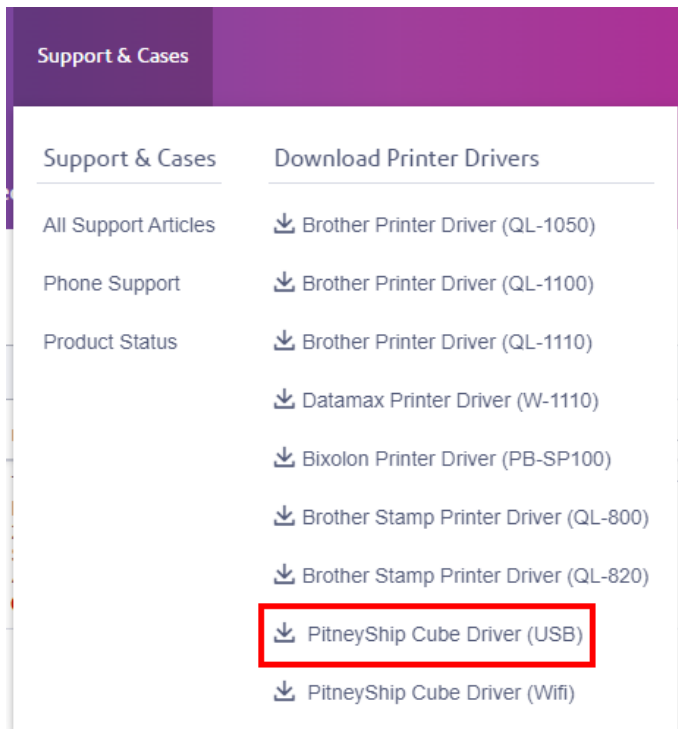 Support & Cases
Support & Cases
All Support Articles
Phone Support
Product Status
Download Printer Drivers
Brother Printer Driver (QL-1050)
Brother Printer Driver (QL-1100)
Brother Printer Driver (QL-1110)
Datamax Printer Driver (W-1110)
Bixolon Printer Driver (PB-SP100)
Brother Stamp Printer Driver (QL-800)
Brother Stamp Printer Driver (QL-820)
PitneyShip Cube Driver (USB)
PitneyShip Cube Driver (Wifi)